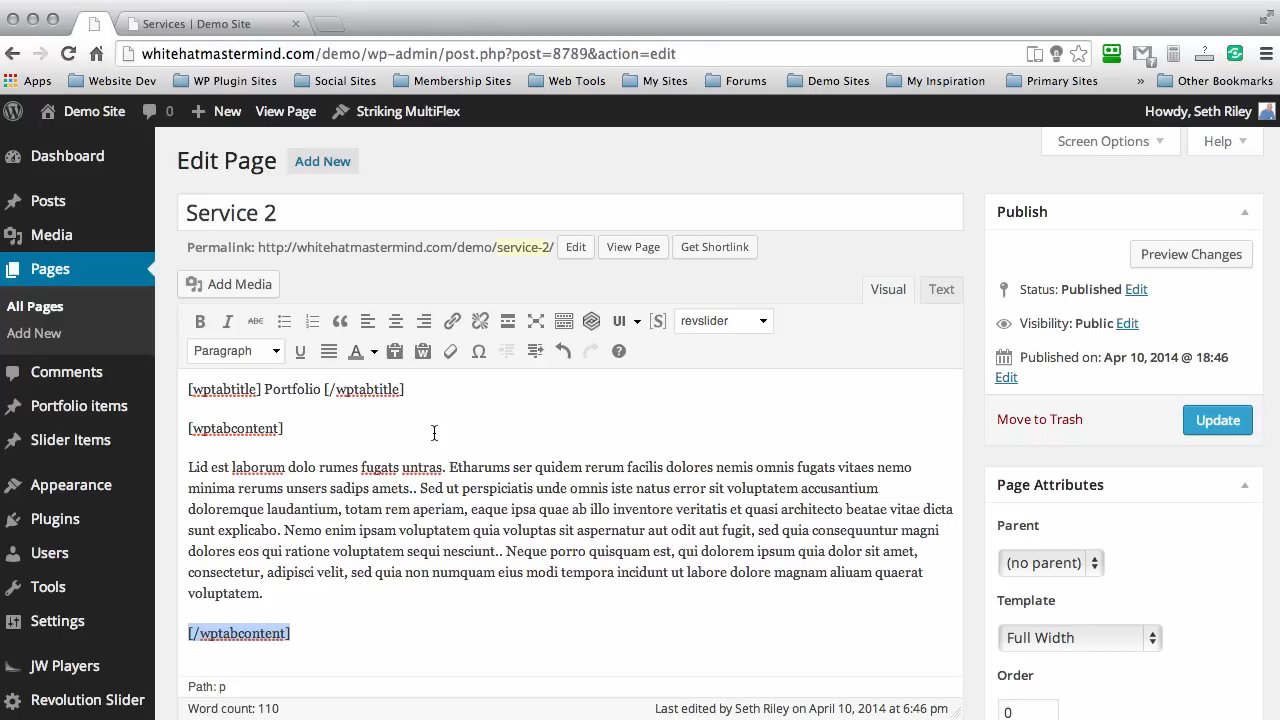 Services | Demo Site
whitehatmastermind.com/demo/wp-admin/post.php?post=8789&action=edit
Apps Website Dev WP Plugin Sites Social Sites Membership Sites Web Tools My Sites Forums Demo Sites My Inspiration Primary Sites » Other Bookmarks
Demo Site 0 New View Page Striking MultiFlex Howdy, Seth Riley
Screen Options Help
Dashboard
Posts
Media
Pages
All Pages
Add New
Comments
Portfolio items
Slider Items
Appearance
Plugins
Users
Tools
Settings
JW Players
Revolution Slider
Edit Page Add New
Service 2
Permalink: http://whitehatmastermind.com/demo/service-2/ Edit View Page Get Shortlink
Add Media
Visual Text
B I ABC UI [S] revslider
Paragraph U A T W Ω ?
[wptabtitle] Portfolio [/wptabtitle]
[wptabcontent]
Lid est laborum dolo rumes fugats untras. Etharums ser quidem rerum facilis dolores nemis omnis fugats vitaes nemo
minima rerums unsers sadips amets.. Sed ut perspiciatis unde omnis iste natus error sit voluptatem accusantium
doloremque laudantium, totam rem aperiam, eaque ipsa quae ab illo inventore veritatis et quasi architecto beatae vitae dicta
sunt explicabo. Nemo enim ipsam voluptatem quia voluptas sit aspernatur aut odit aut fugit, sed quia consequuntur magni
dolores eos qui ratione voluptatem sequi nesciunt.. Neque porro quisquam est, qui dolorem ipsum quia dolor sit amet,
consectetur, adipisci velit, sed quia non numquam eius modi tempora incidunt ut labore dolore magnam aliuam quaerat
voluptatem.
[/wptabcontent]
Path: p
Word count: 110 Last edited by Seth Riley on April 10, 2014 at 6:46 pm
Publish
Preview Changes
Status: Published Edit
Visibility: Public Edit
Published on: Apr 10, 2014 @ 18:46
Edit
Move to Trash Update
Page Attributes
Parent
(no parent)
Template
Full Width
Order
0